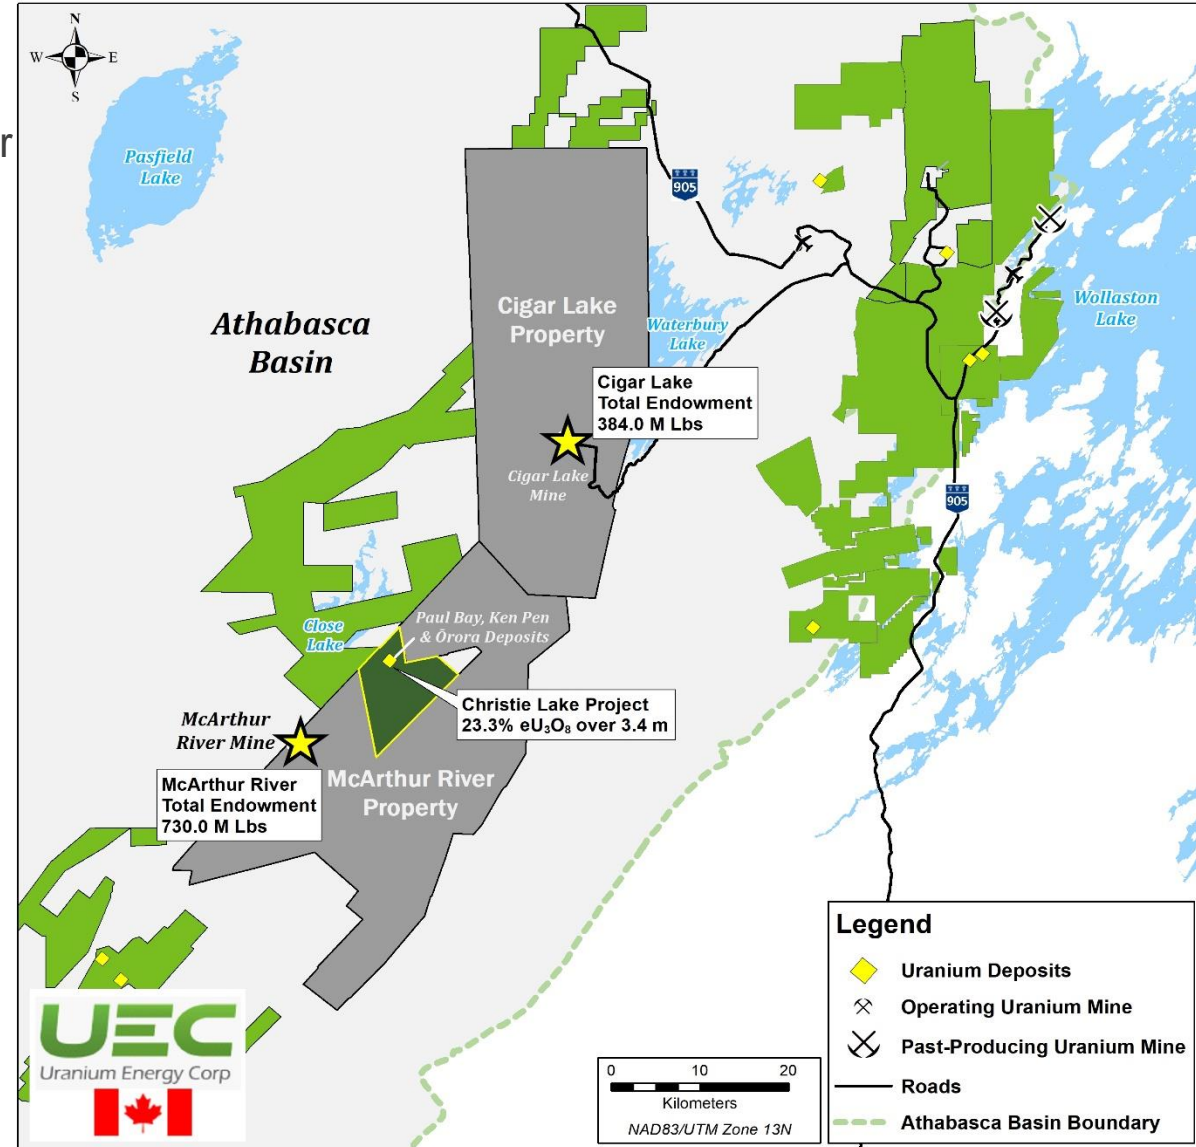 N
W E
S
r
Pasfield
Lake
905
Athabasca
Basin
Cigar Lake
Property
Waterbury
Lake
Wollaston
Lake
Cigar Lake
Total Endowment
384.0 M Lbs
Cigar Lake
Mine
905
Close
Lake
Paul Bay, Ken Pen
& Ōrora Deposits
Christie Lake Project
23.3% eU₃O₈ over 3.4 m
McArthur
River Mine
McArthur River
Total Endowment
730.0 M Lbs
McArthur River
Property
Legend
Uranium Deposits
Operating Uranium Mine
Past-Producing Uranium Mine
Roads
Athabasca Basin Boundary
UEC
Uranium Energy Corp
0 10 20
Kilometers
NAD83/UTM Zone 13N